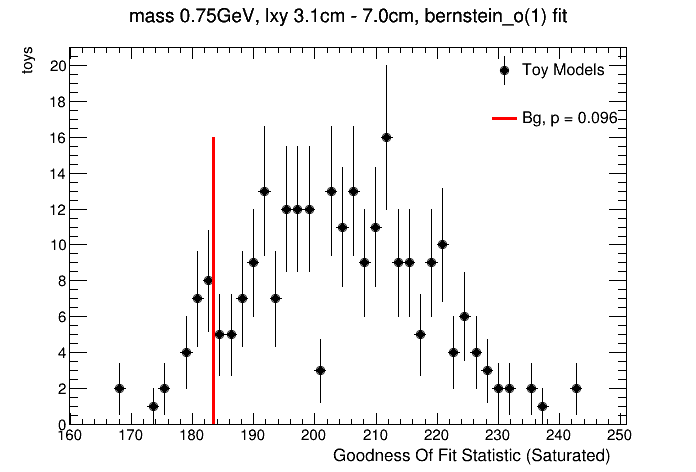 mass 0.75GeV, lxy 3.1cm - 7.0cm, bernstein_o(1) fit
toys
Toy Models
Bg, p = 0.096
20
18
16
14
12
10
8
6
4
2
0
160 170 180 190 200 210 220 230 240 250
Goodness Of Fit Statistic (Saturated)